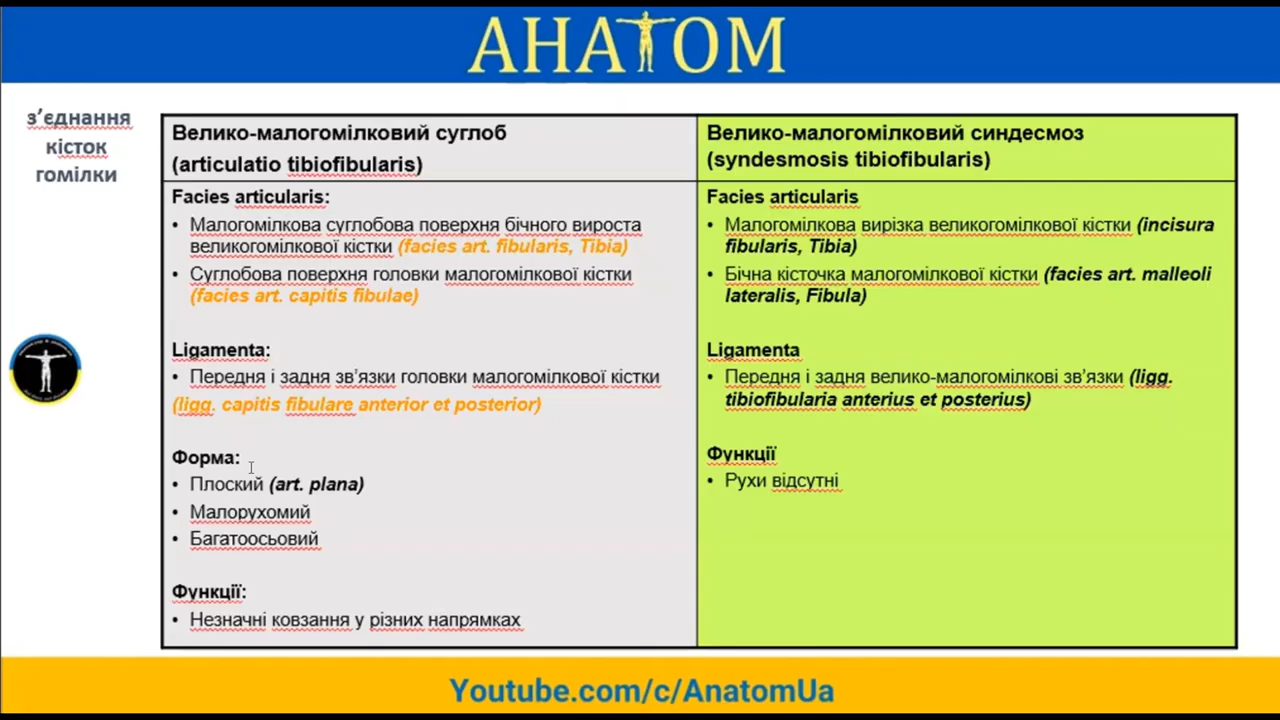 АНАТОМ
з’єднання
кісток
гомілки
Велико-малогомілковий суглоб
(articulatio tibiofibularis)
Facies articularis:
• Малогомілкова суглобова поверхня бічного вироста
великогомілкової кістки (facies art. fibularis, Tibia)
• Суглобова поверхня головки малогомілкової кістки
(facies art. capitis fibulae)
Ligamenta:
• Передня і задня зв’язки головки малогомілкової кістки
(ligg. capitis fibulare anterior et posterior)
Форма:
• Плоский (art. plana)
• Малорухомий
• Багатоосьовий
Функції:
• Незначні ковзання у різних напрямках
Велико-малогомілковий синдесмоз
(syndesmosis tibiofibularis)
Facies articularis
• Малогомілкова вирізка великогомілкової кістки (incisura
fibularis, Tibia)
• Бічна кісточка малогомілкової кістки (facies art. malleoli
lateralis, Fibula)
Ligamenta
• Передня і задня велико-малогомілкові зв’язки (ligg.
tibiofibularia anterius et posterius)
Функції
• Рухи відсутні
Youtube.com/c/AnatomUa